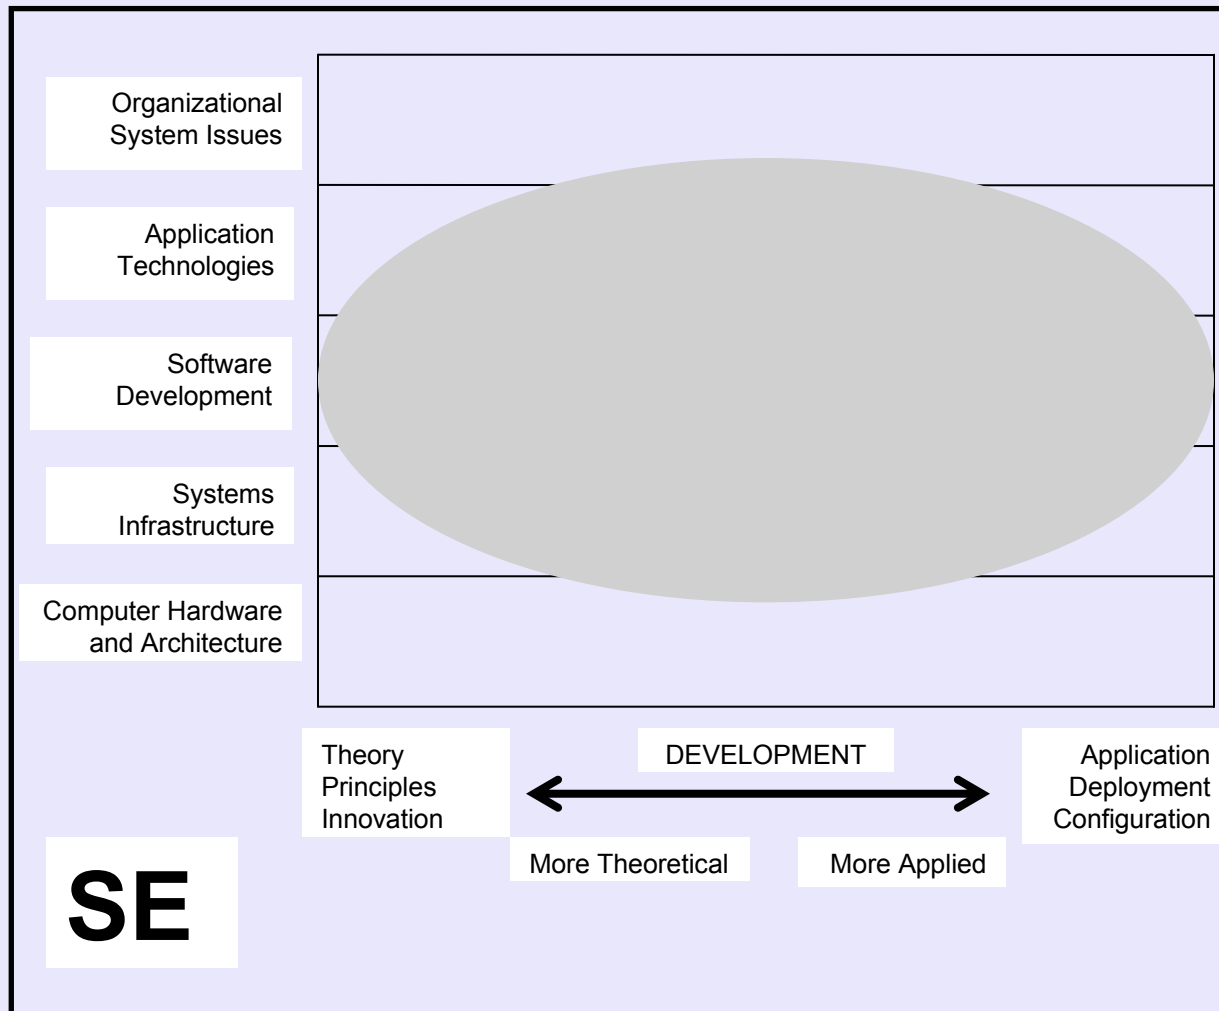 Organizational
System Issues
Application
Technologies
Software
Development
Systems
Infrastructure
Computer Hardware
and Architecture
Theory
Principles
Innovation
DEVELOPMENT
Application
Deployment
Configuration
More Theoretical
More Applied
SE